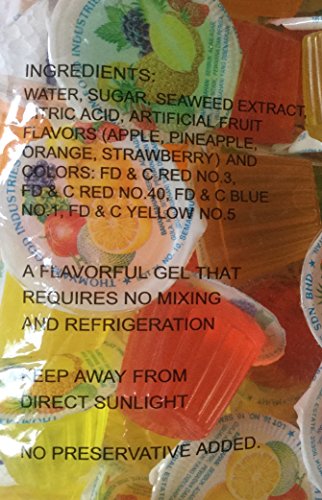 INGREDIENTS:
WATER, SUGAR, SEAWEED EXTRACT,
CITRIC ACID, ARTIFICIAL FRUIT
FLAVORS (APPLE, PINEAPPLE,
ORANGE, STRAWBERRY) AND
COLORS: FD & C RED NO.3,
FD & C RED NO.40, FD & C BLUE
NO.1, FD & C YELLOW NO.5
A FLAVORFUL GEL THAT
REQUIRES NO MIXING
AND REFRIGERATION
KEEP AWAY FROM
DIRECT SUNLIGHT
NO PRESERVATIVE ADDED.
SDN BHD